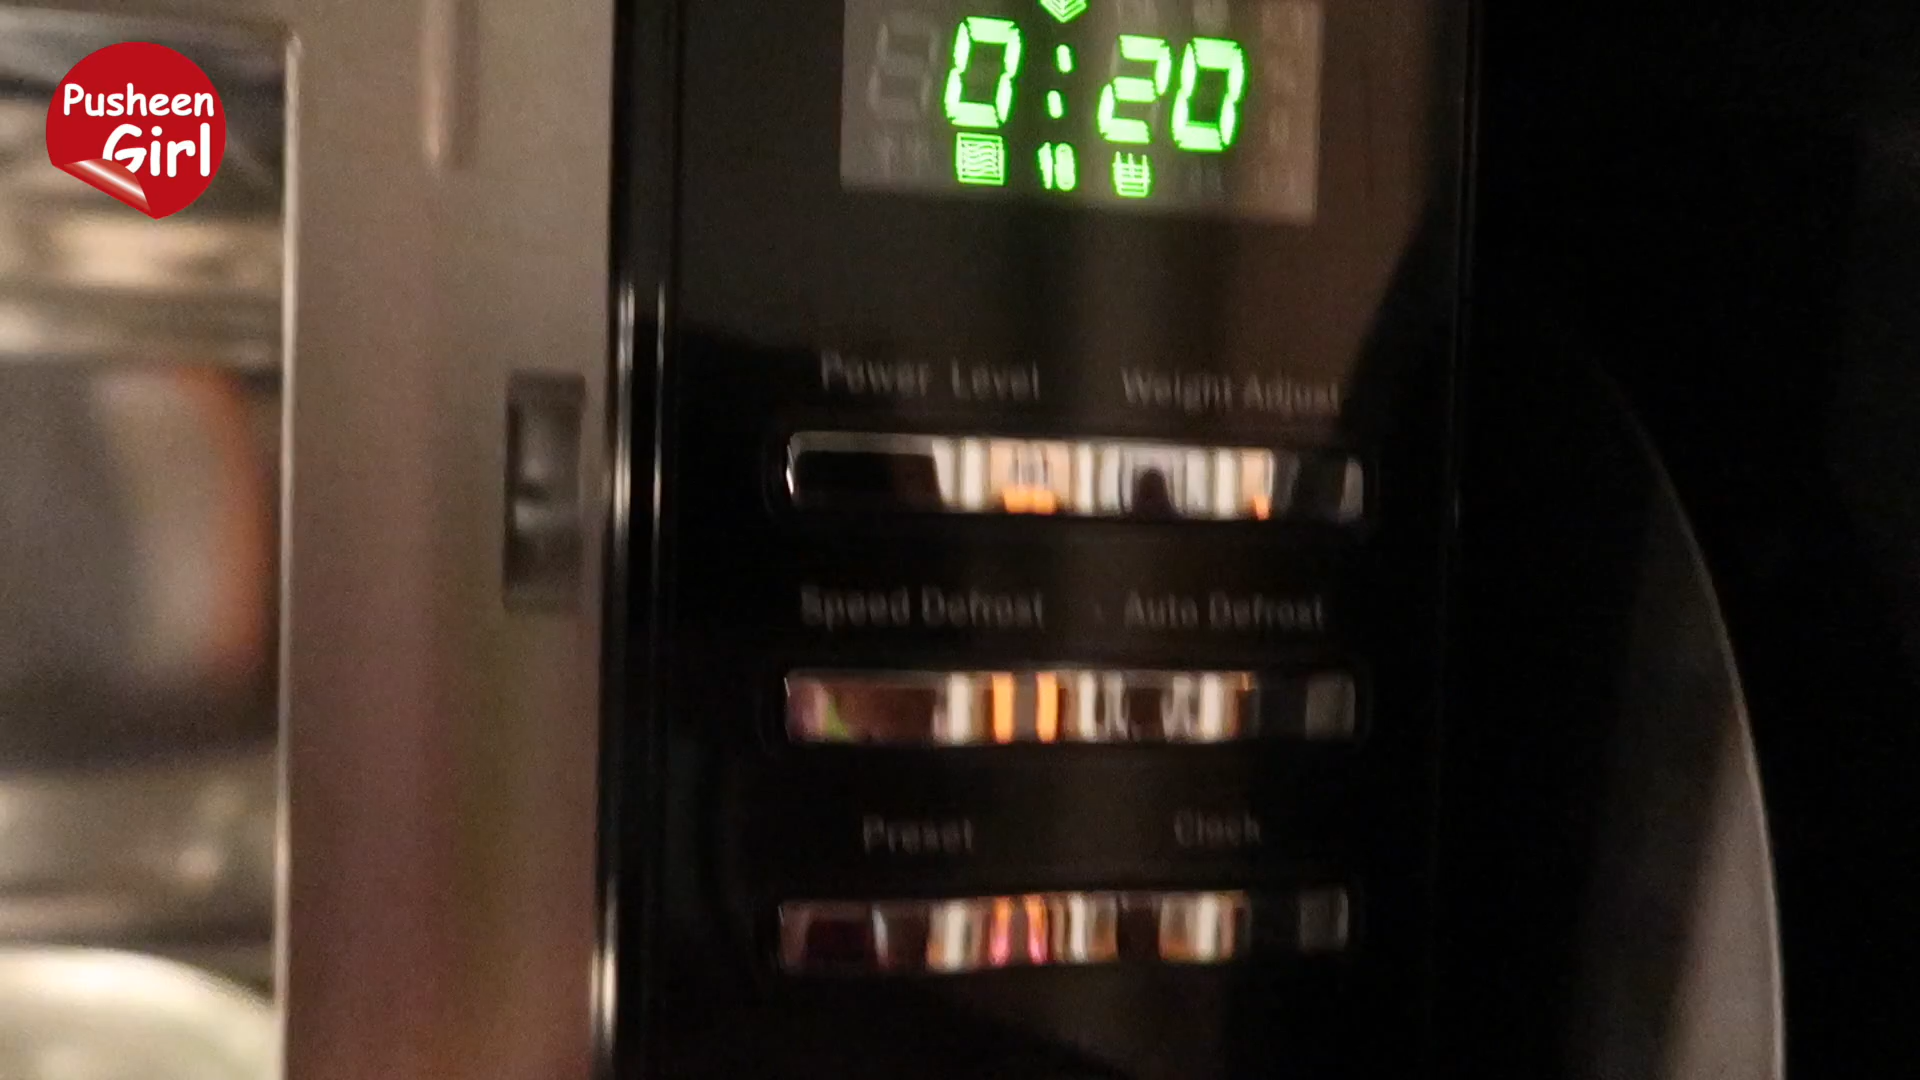 Pusheen
Girl
0:20
10
Power Level Weight Adjust
Speed Defrost Auto Defrost
Preset Clock